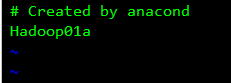 # Created by anacond
Hadoop01a
~
~